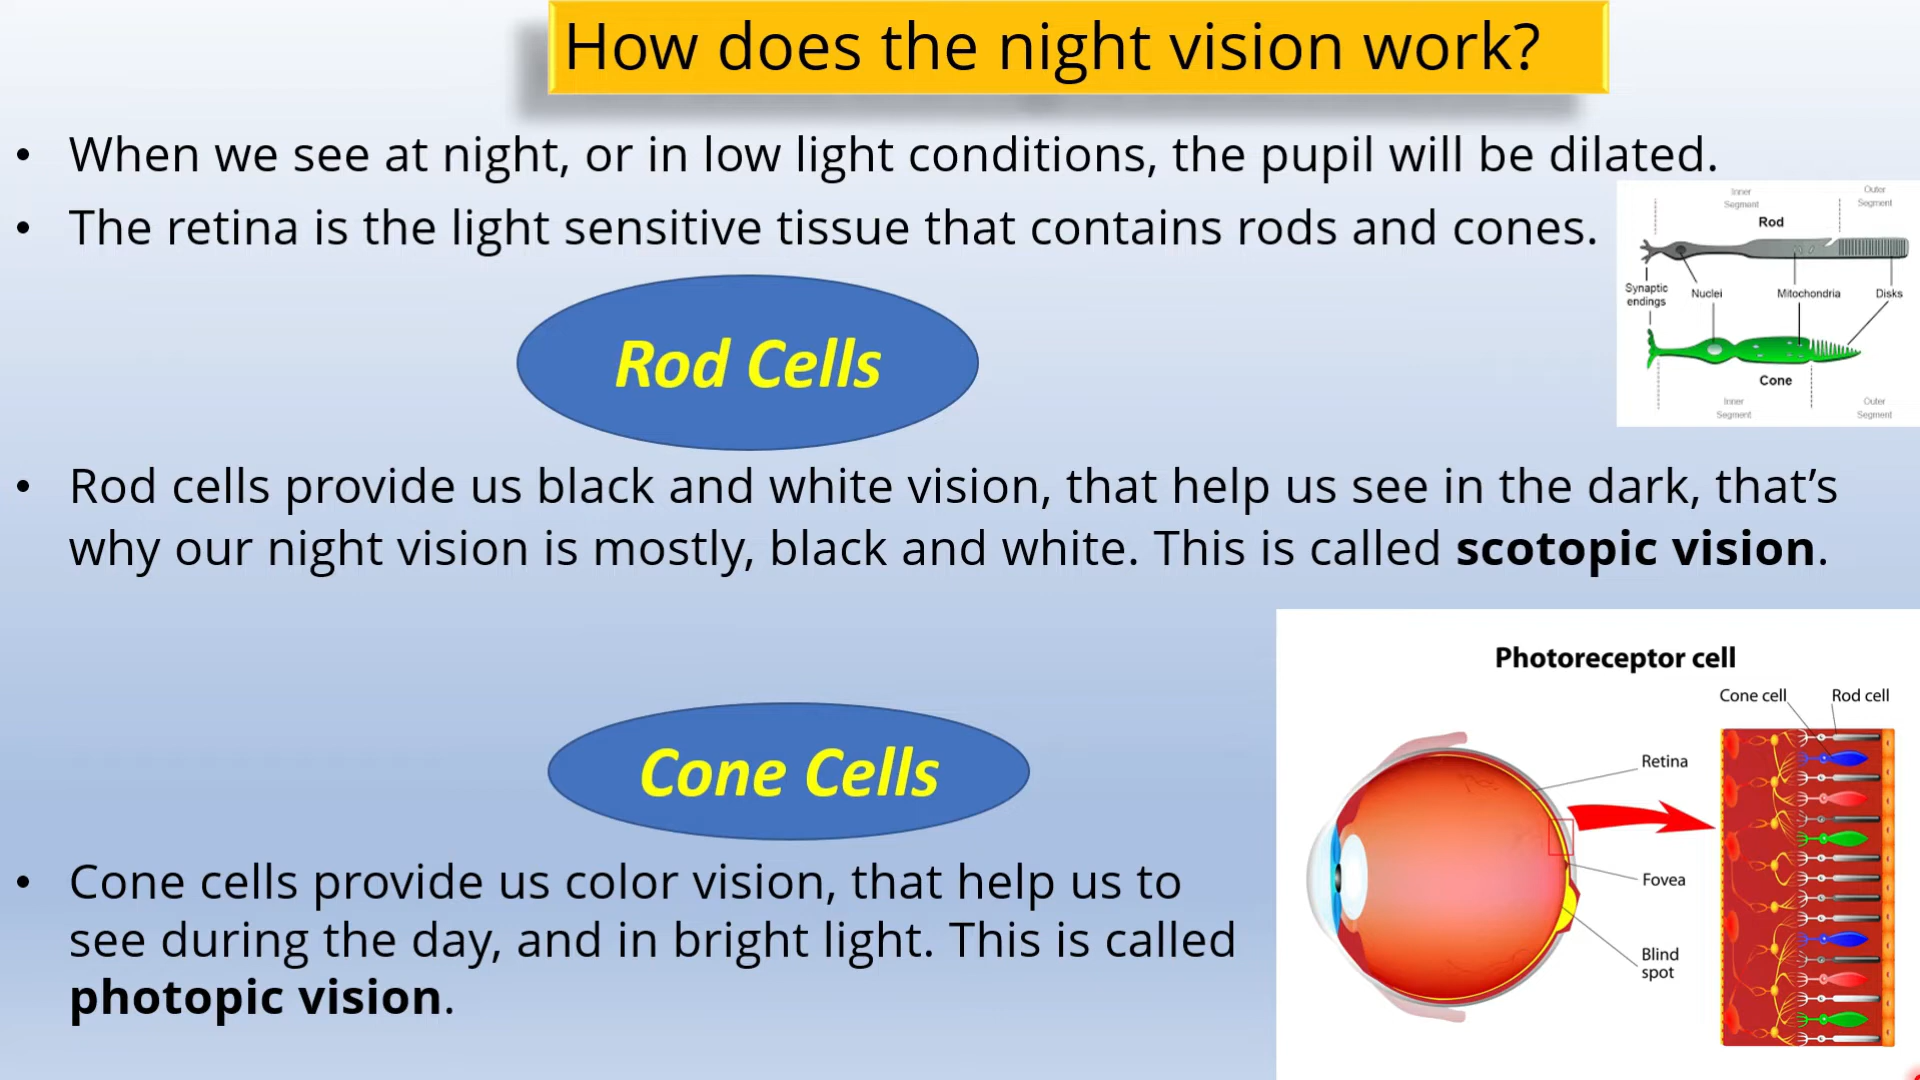 How does the night vision work?
• When we see at night, or in low light conditions, the pupil will be dilated.
• The retina is the light sensitive tissue that contains rods and cones.
Inner
Segment
Outer
Segment
Rod
Synaptic
endings
Nuclei
Mitochondria
Disks
Cone
Inner
Segment
Outer
Segment
Rod Cells
• Rod cells provide us black and white vision, that help us see in the dark, that’s
why our night vision is mostly, black and white. This is called scotopic vision.
Cone Cells
• Cone cells provide us color vision, that help us to
see during the day, and in bright light. This is called
photopic vision.
Photoreceptor cell
Cone cell
Rod cell
Retina
Fovea
Blind
spot